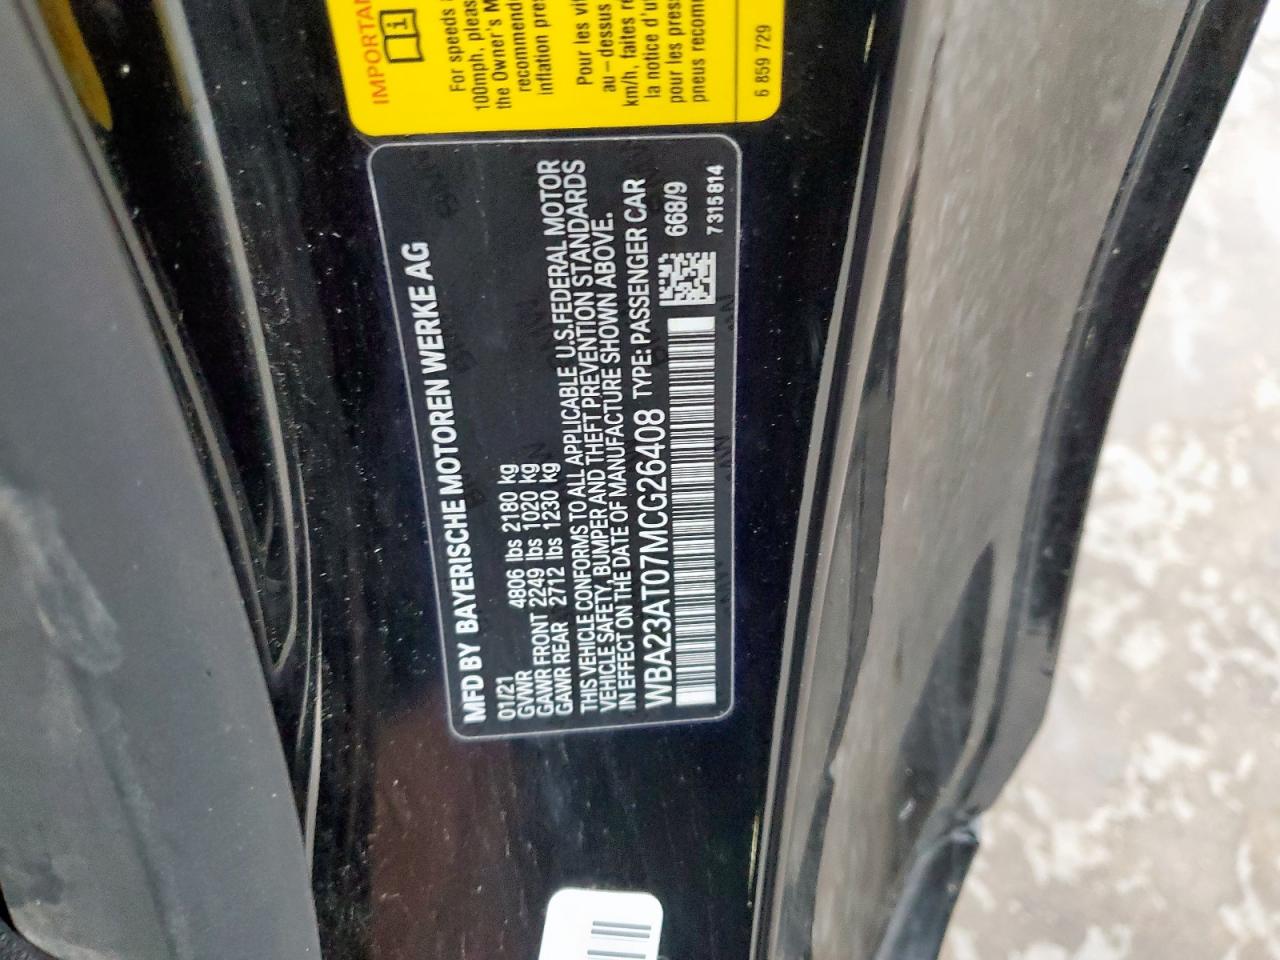 MFD BY BAYERISCHE MOTOREN WERKE AG
01/21
GVWR 4806 lbs 2180 kg
GAWR FRONT 2249 lbs 1020 kg
GAWR REAR 2712 lbs 1230 kg
THIS VEHICLE CONFORMS TO ALL APPLICABLE U.S.FEDERAL MOTOR
VEHICLE SAFETY, BUMPER AND THEFT PREVENTION STANDARDS
IN EFFECT ON THE DATE OF MANUFACTURE SHOWN ABOVE.
WBA23AT07MCG26408 TYPE: PASSENGER CAR
668/9
7315814
For speeds
100mph, pleas
the Owner's M
recommend
inflation pres
Pour les vit
au-dessus
km/h, faites r
la notice d'u
pour les pres
pneus recom
6 859 729